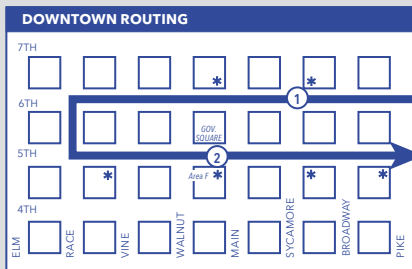 DOWNTOWN ROUTING
7TH
*
*
6TH
1
GOV.
SQUARE
5TH
2
*
Area F
*
*
*
4TH
ELM
RACE
VINE
WALNUT
MAIN
SYCAMORE
BROADWAY
PIKE